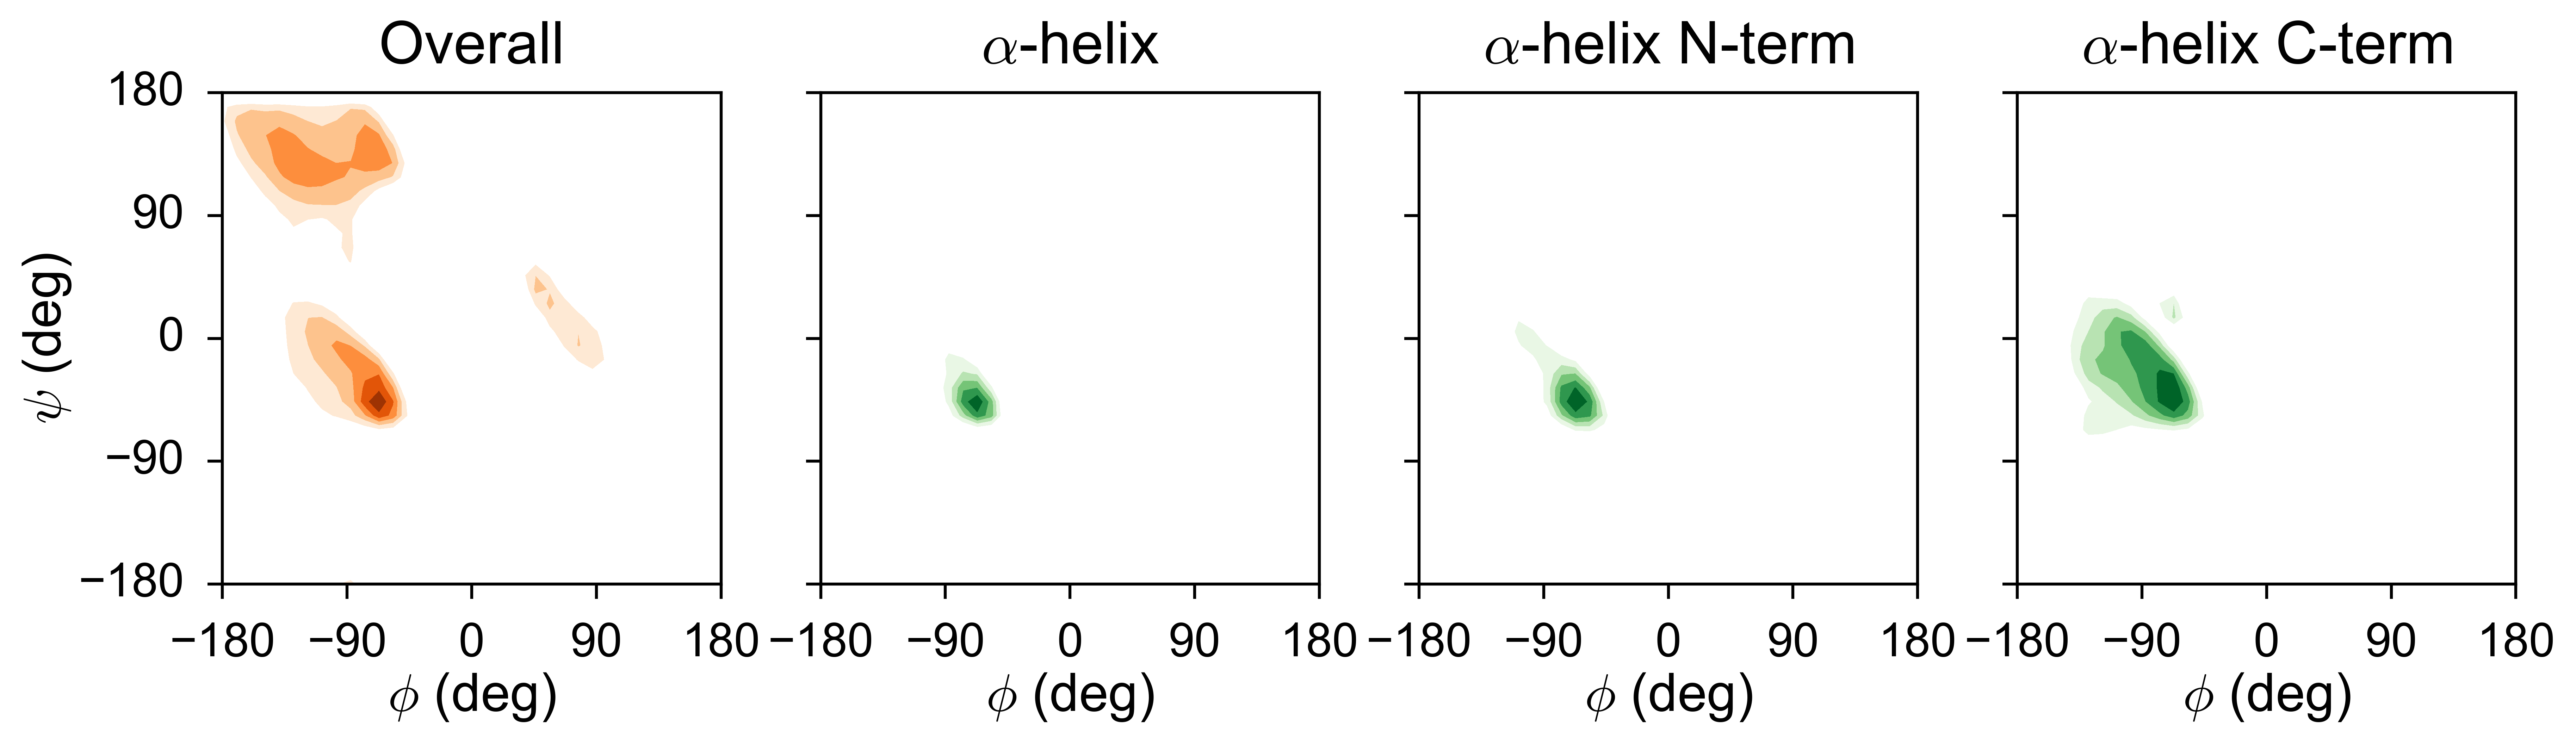 Overall
α-helix
α-helix N-term
α-helix C-term
180
90
0
−90
−180
ψ (deg)
−180 −90 0 90 180
−180 −90 0 90 180
−180 −90 0 90 180
−180 −90 0 90 180
ϕ (deg)
ϕ (deg)
ϕ (deg)
ϕ (deg)